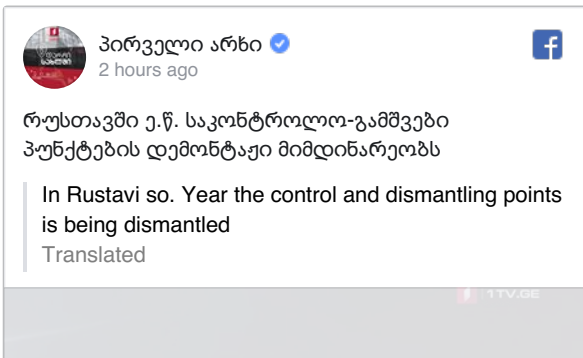 პირველი არხი
2 hours ago
რუსთავში ე.წ. საკონტროლო-გამშვები
პუნქტების დემონტაჟი მიმდინარეობს
In Rustavi so. Year the control and dismantling points
is being dismantled
Translated
1TV.GE